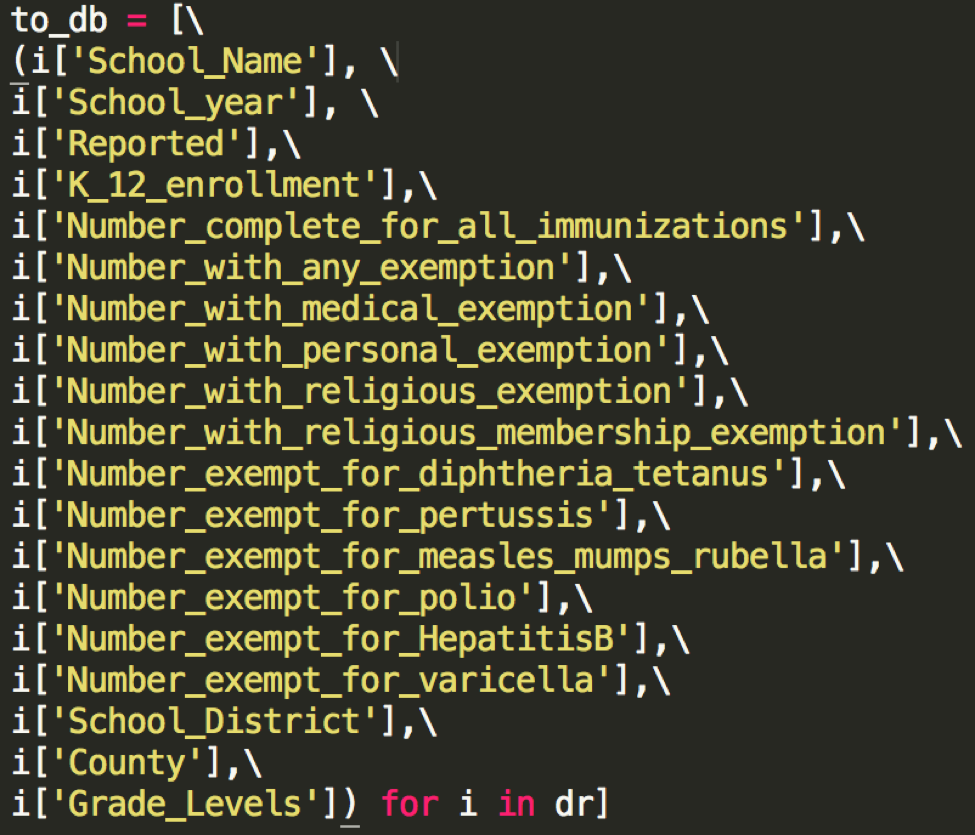 to_db = [\
(i['School_Name'], \
i['School_year'], \
i['Reported'],\
i['K_12_enrollment'],\
i['Number_complete_for_all_immunizations'],\
i['Number_with_any_exemption'],\
i['Number_with_medical_exemption'],\
i['Number_with_personal_exemption'],\
i['Number_with_religious_exemption'],\
i['Number_with_religious_membership_exemption'],\
i['Number_exempt_for_diphtheria_tetanus'],\
i['Number_exempt_for_pertussis'],\
i['Number_exempt_for_measles_mumps_rubella'],\
i['Number_exempt_for_polio'],\
i['Number_exempt_for_HepatitisB'],\
i['Number_exempt_for_varicella'],\
i['School_District'],\
i['County'],\
i['Grade_Levels']) for i in dr]